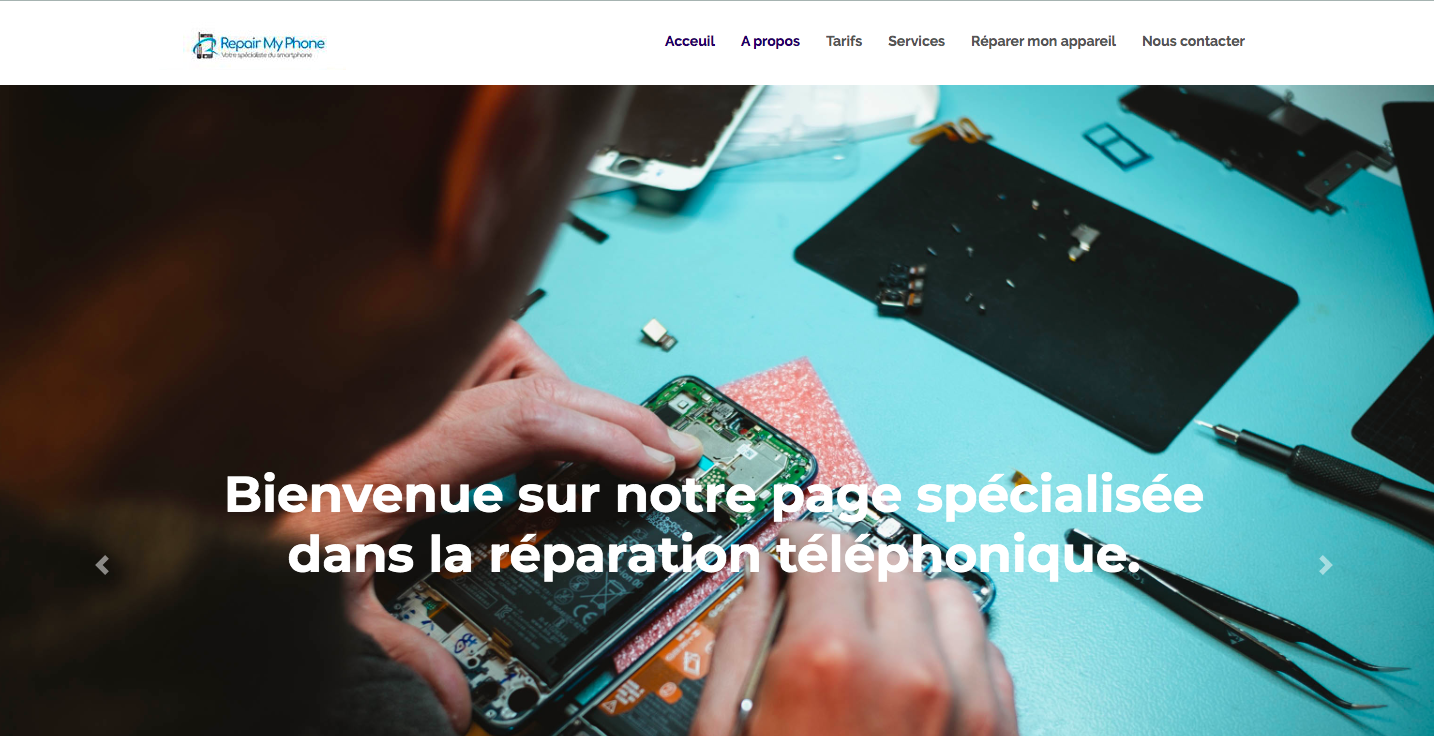 Repair My Phone
Votre spécialiste du smartphone
Acceuil
A propos
Tarifs
Services
Réparer mon appareil
Nous contacter
Bienvenue sur notre page spécialisée
dans la réparation téléphonique.